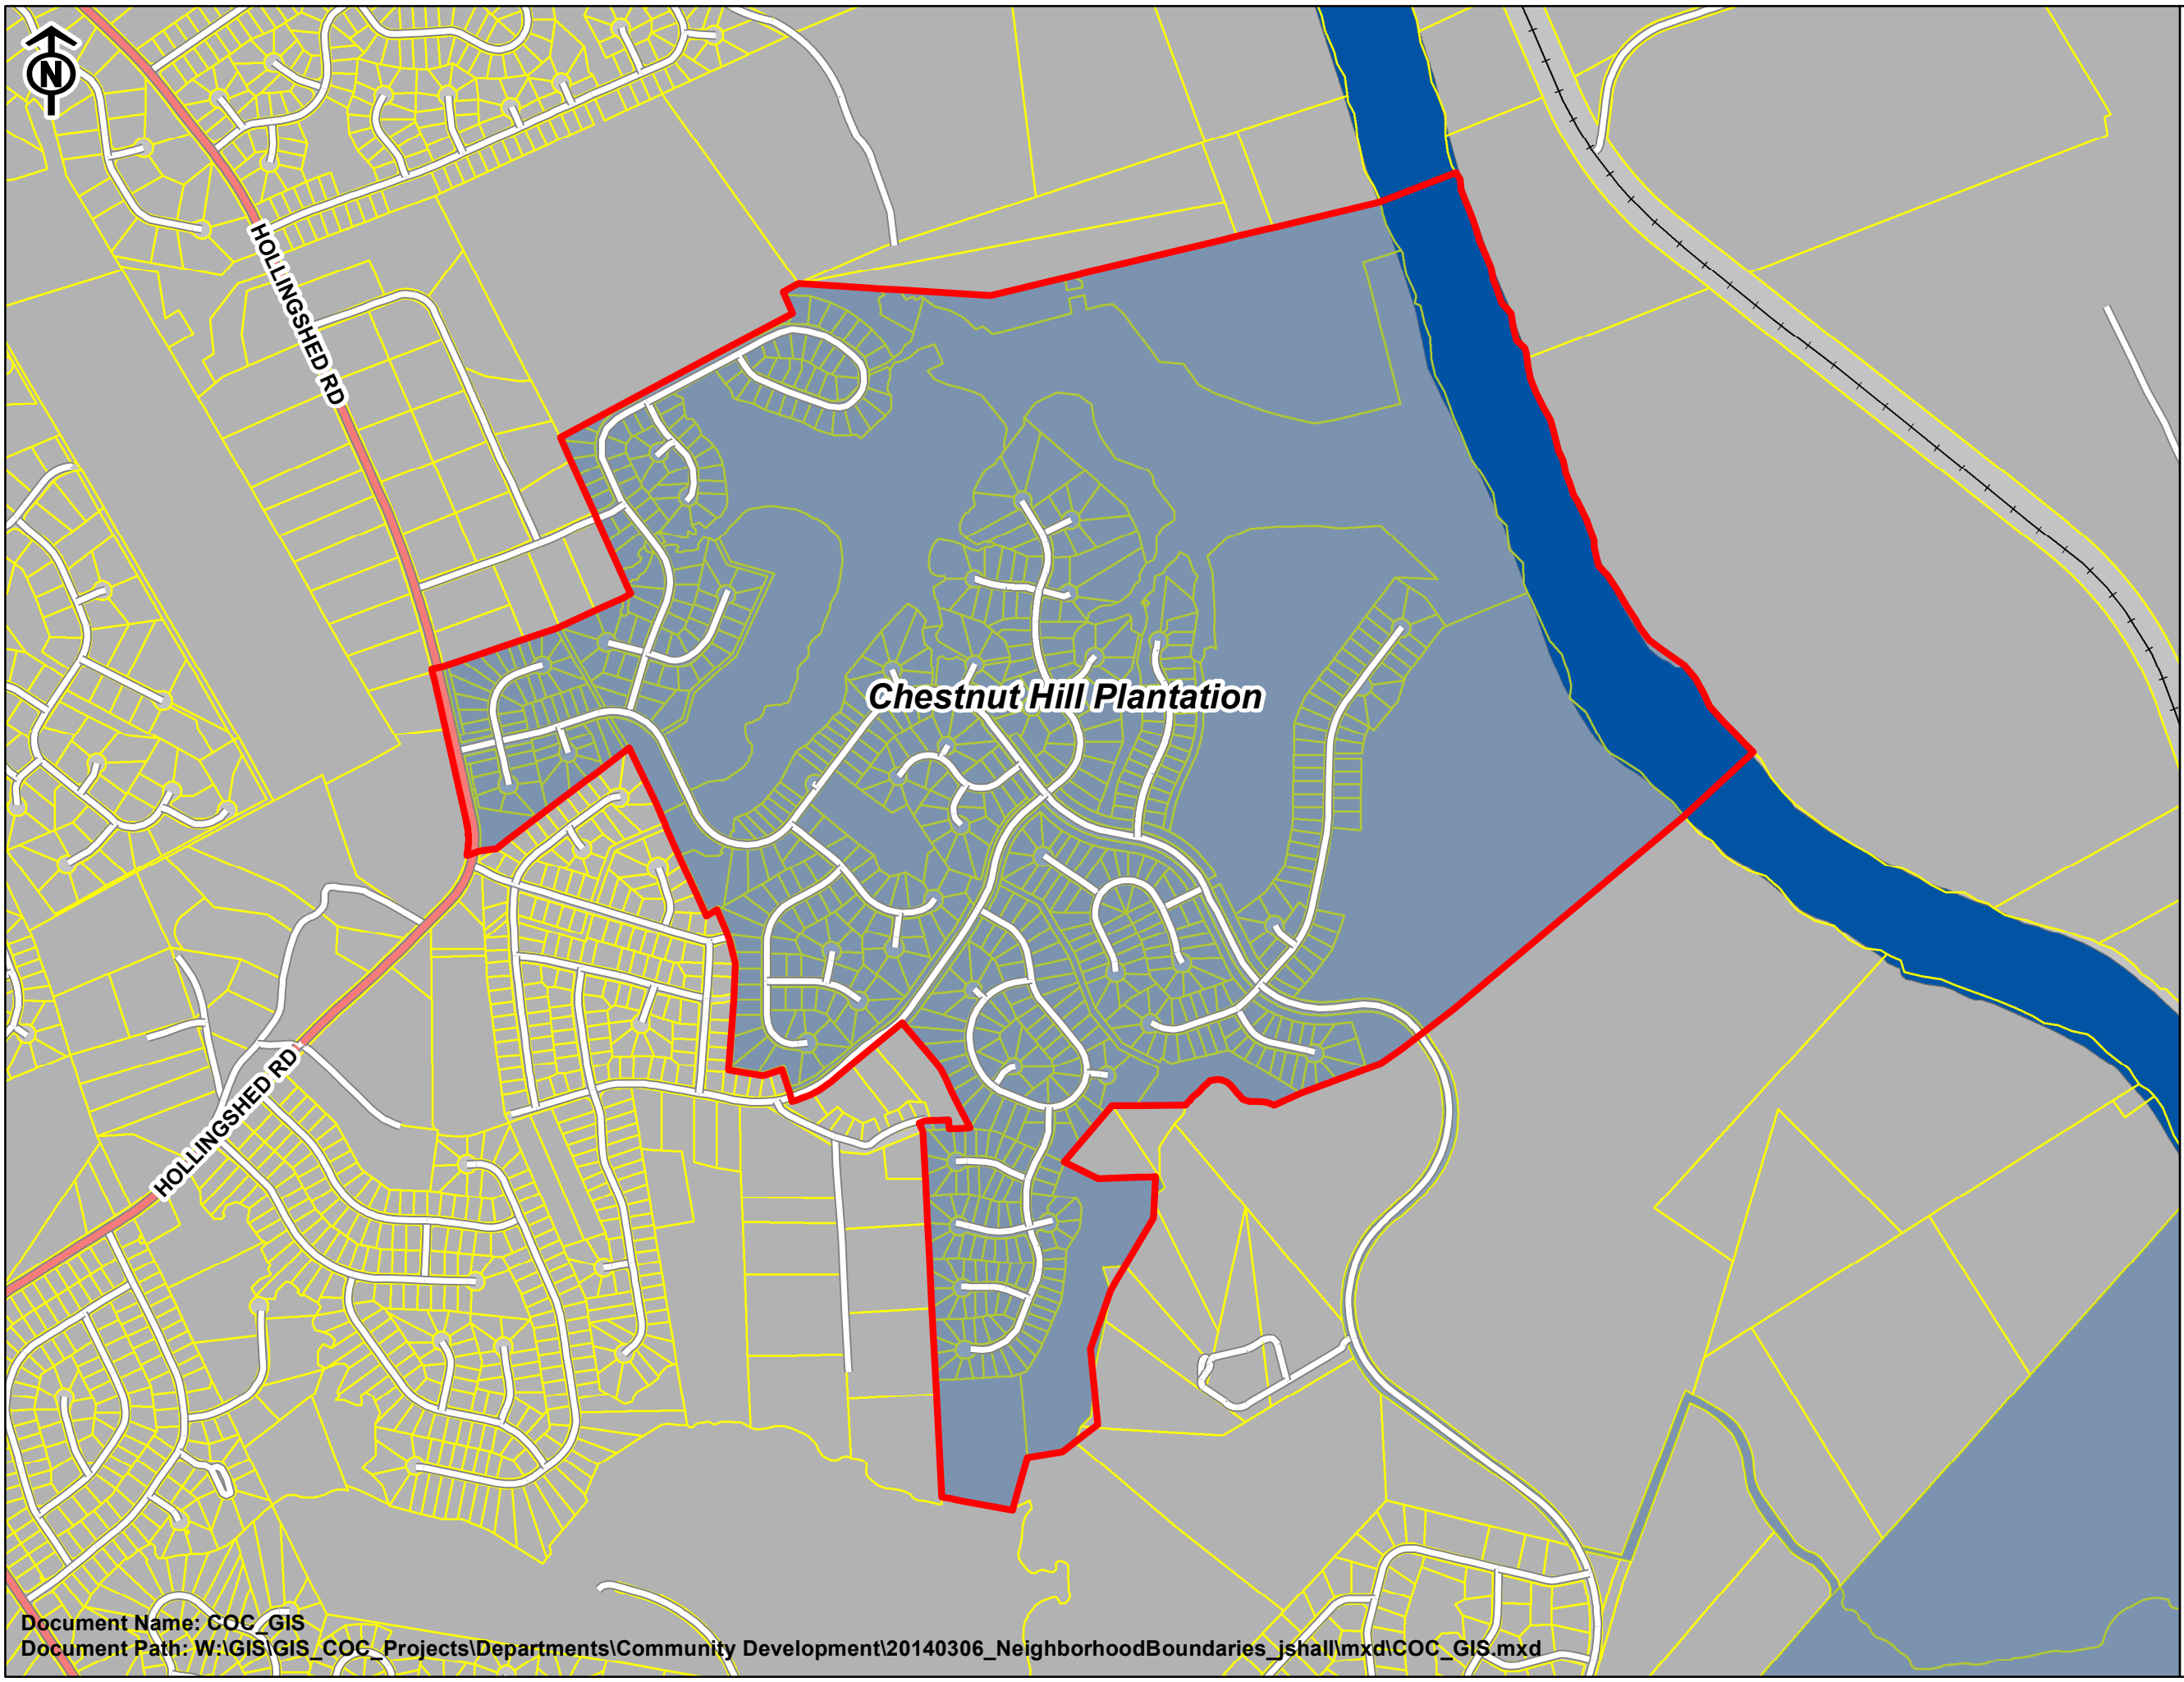 N
HOLLINGSHED RD
Chestnut Hill Plantation
HOLLINGSHED RD
Document Name: COC_GIS
Document Path: W:\GIS\GIS_COC_Projects\Departments\Community Development\20140306_NeighborhoodBoundaries_jshall\mxd\COC_GIS.mxd